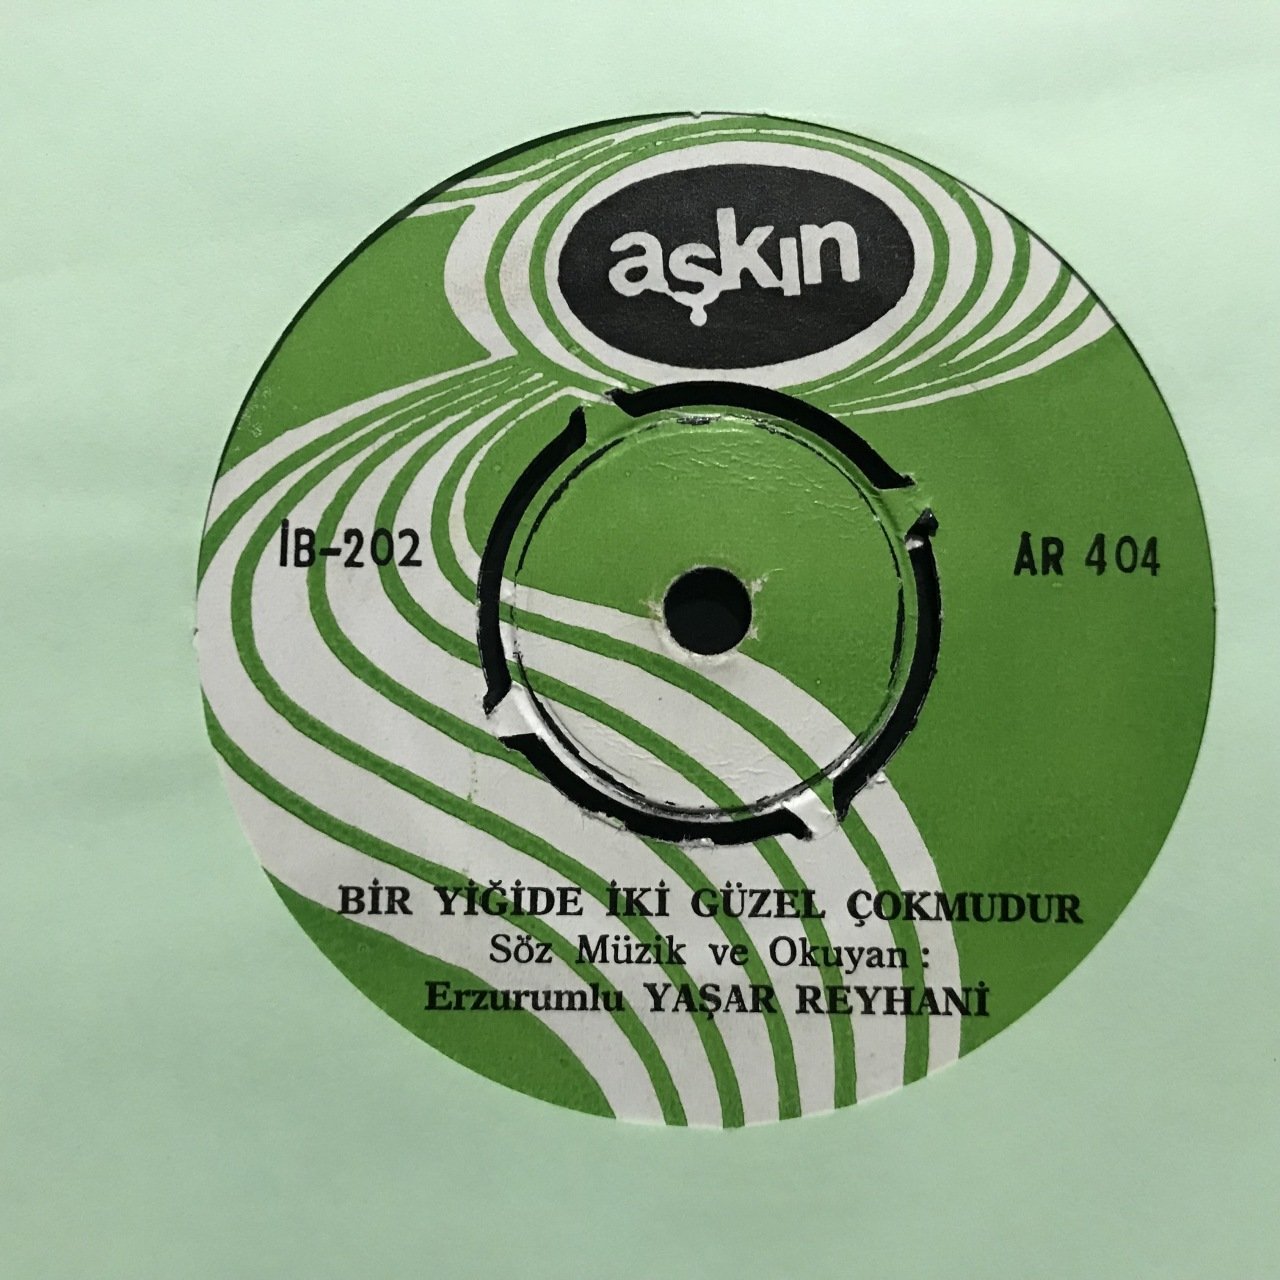 aşkın
İB-202
AR 404
BİR YİĞİDE İKİ GÜZEL ÇOKMUDUR
Söz Müzik ve Okuyan :
Erzurumlu YAŞAR REYHANİ